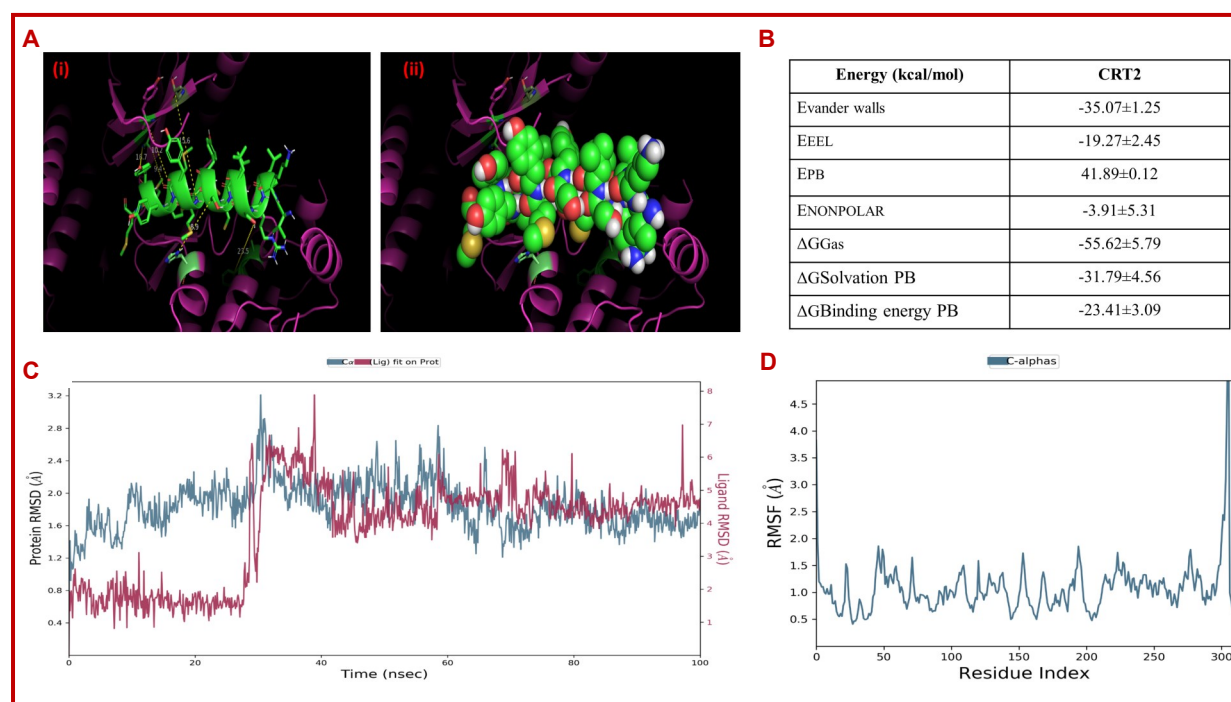 A
(i)
(ii)
B
Energy (kcal/mol) CRT2
Evander walls -35.07±1.25
EEEL -19.27±2.45
EPB 41.89±0.12
ENONPOLAR -3.91±5.31
ΔGGas -55.62±5.79
ΔGSolvation PB -31.79±4.56
ΔGBinding energy PB -23.41±3.09
C
(Lig) fit on Prot
Protein RMSD (Å)
3.2
2.8
2.4
2.0
1.6
1.2
0.8
0.4
8
7
6
5
4
3
2
1
Ligand RMSD (Å)
0 20 40 60 80 100
Time (nsec)
D
C-alphas
RMSF (Å)
4.5
4.0
3.5
3.0
2.5
2.0
1.5
1.0
0.5
0 50 100 150 200 250 300
Residue Index